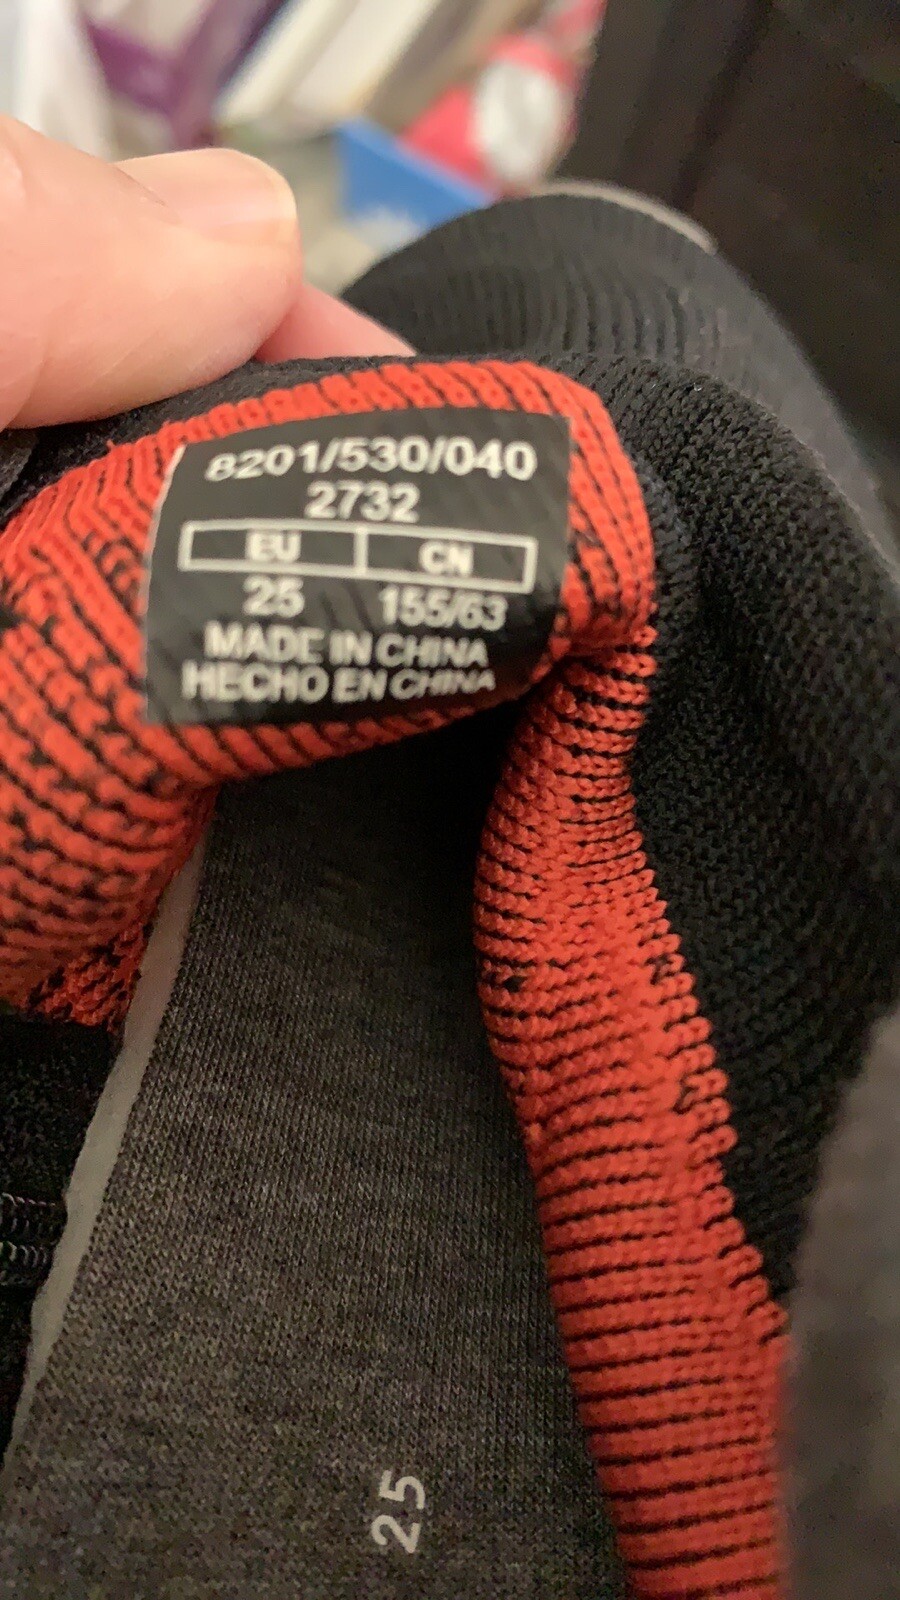 8201/530/040
2732
EU CN
25 155/63
MADE IN CHINA
HECHO EN CHINA
25